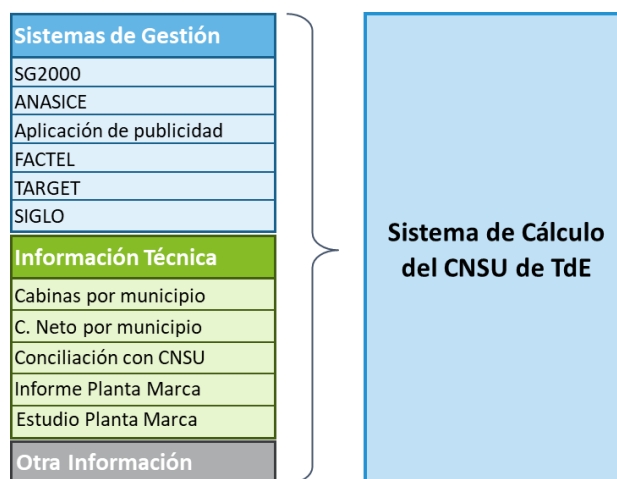 Sistemas de Gestión
SG2000
ANASICE
Aplicación de publicidad
FACTEL
TARGET
SIGLO
Información Técnica
Cabinas por municipio
C. Neto por municipio
Conciliación con CNSU
Informe Planta Marca
Estudio Planta Marca
Otra Información
Sistema de Cálculo
del CNSU de TdE